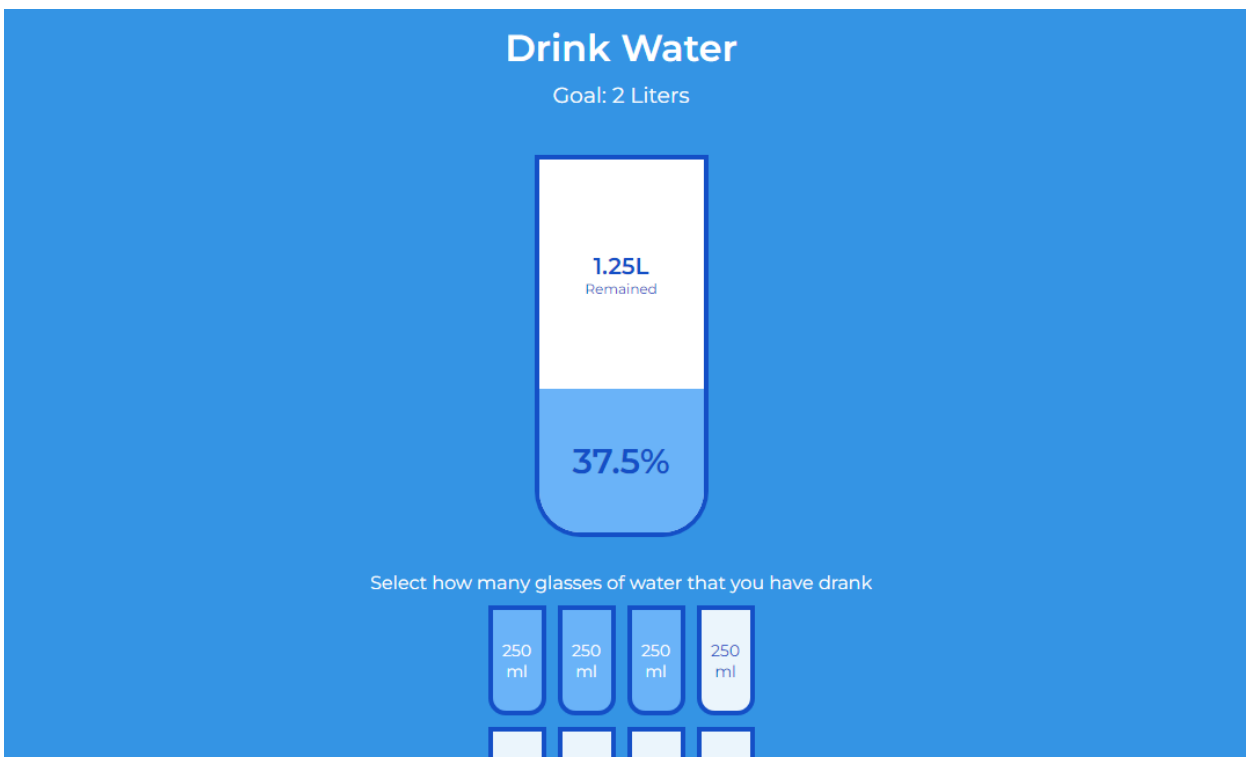 Drink Water
Goal: 2 Liters
1.25L
Remained
37.5%
Select how many glasses of water that you have drank
250 250 250 250
ml ml ml ml